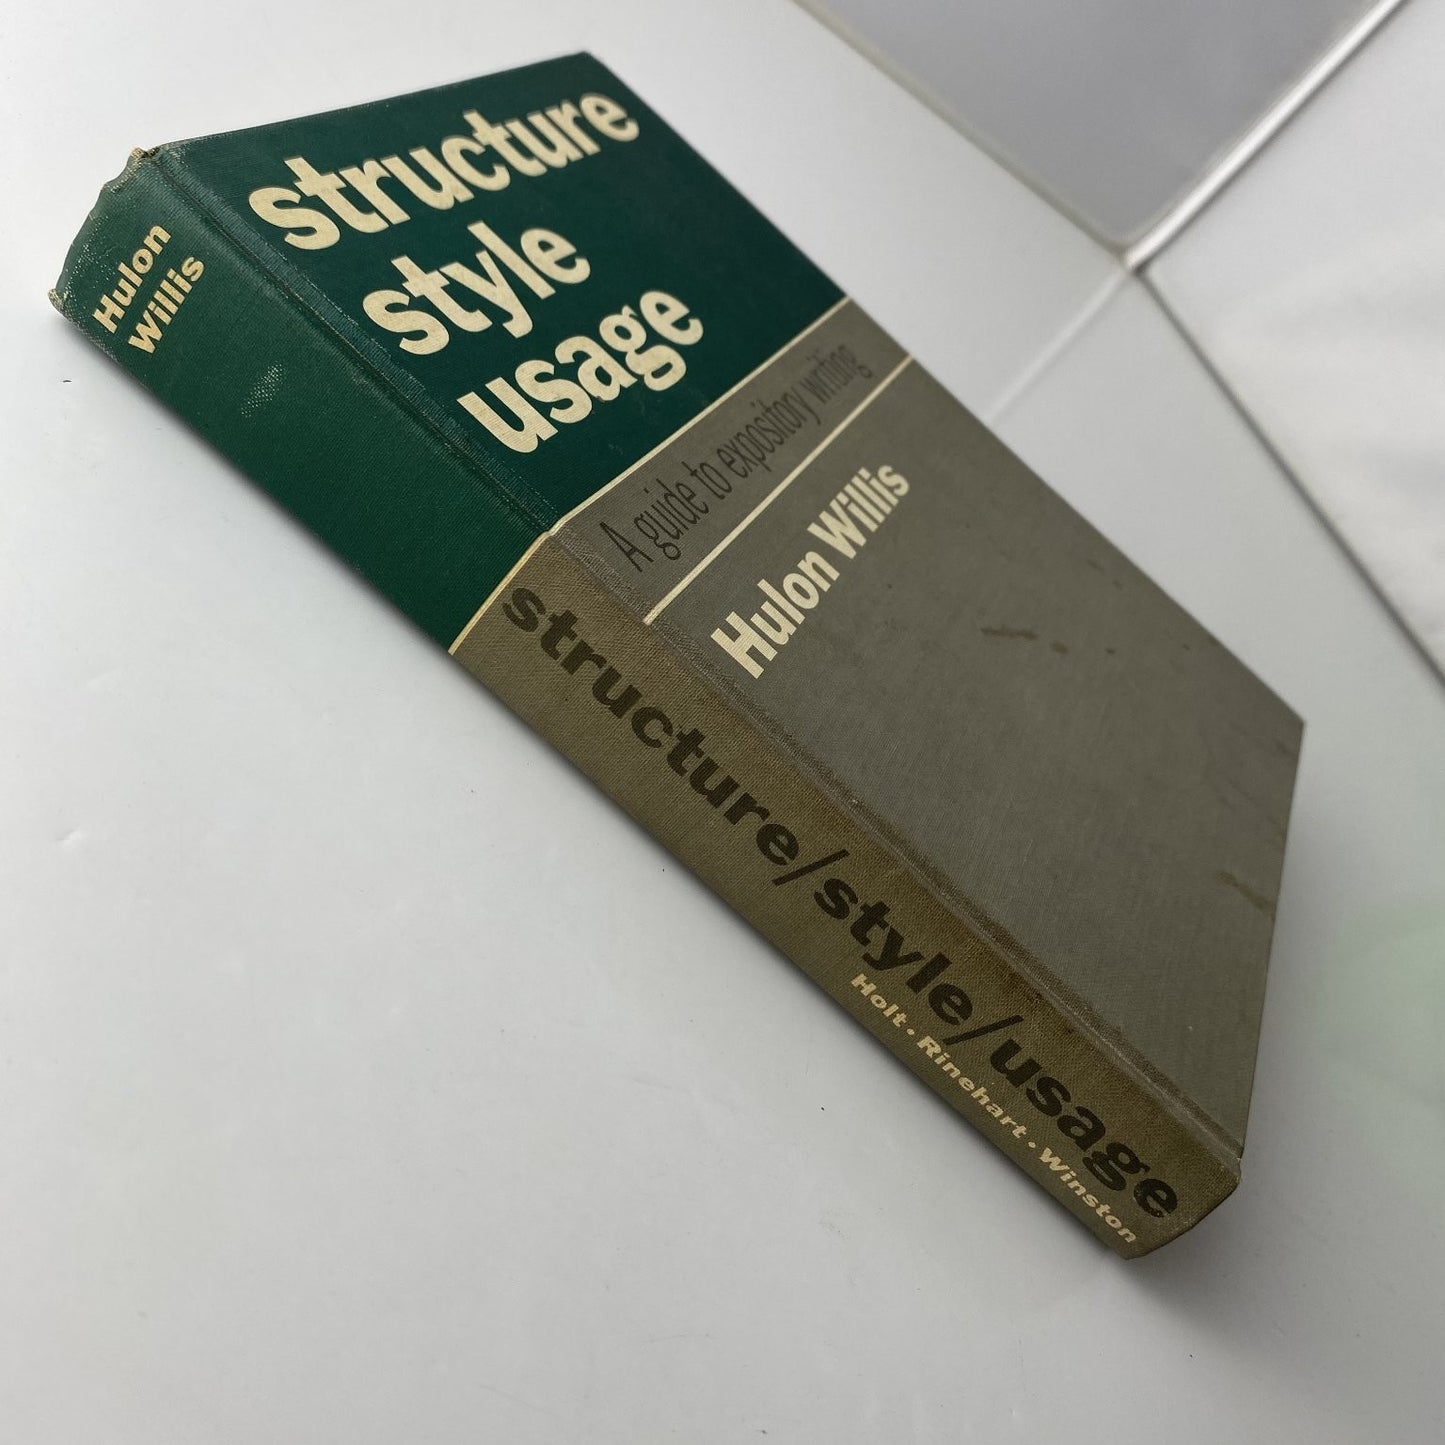 structure
style
usage
A guide to expository writing
Hulon Willis
Hulon
Willis
structure/style/usage
Holt • Rinehart • Winston